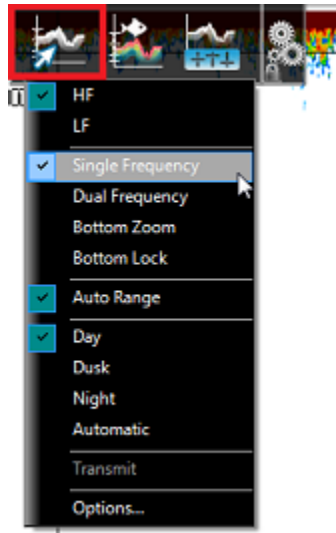 HF
LF
Single Frequency
Dual Frequency
Bottom Zoom
Bottom Lock
Auto Range
Day
Dusk
Night
Automatic
Transmit
Options...